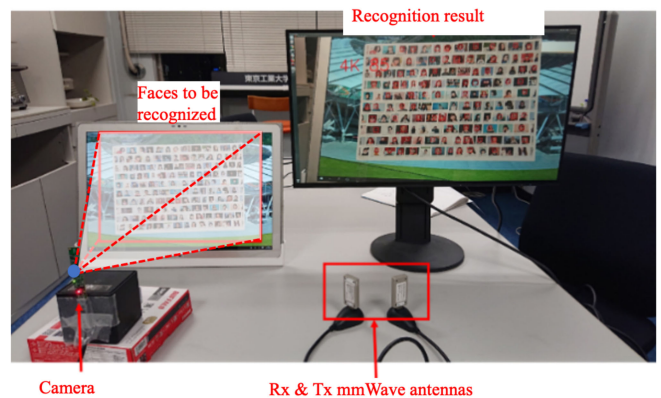 Recognition result
4K
Faces to be
recognized
Camera
Rx & Tx mmWave antennas